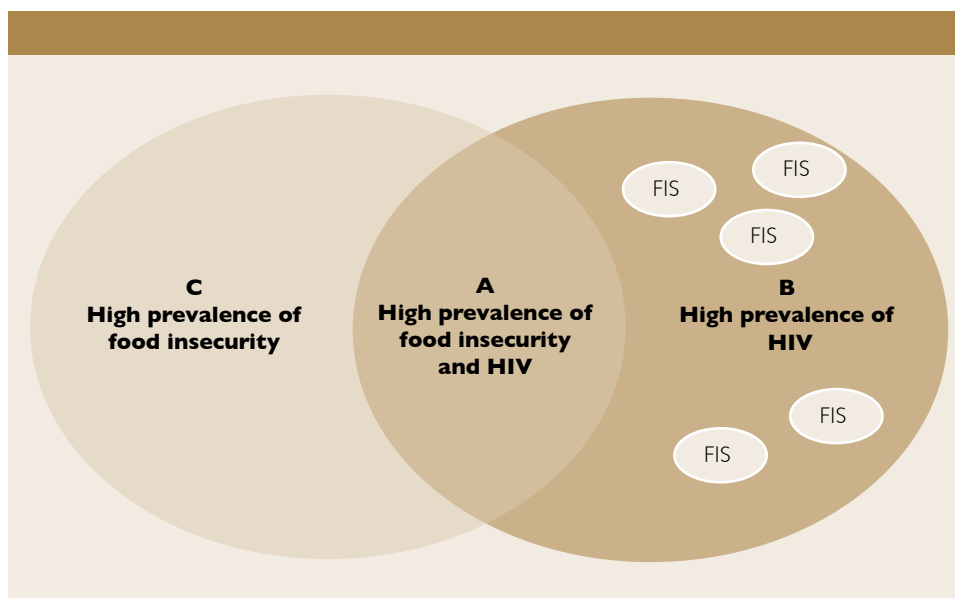 C
High prevalence of
food insecurity
A
High prevalence of
food insecurity
and HIV
FIS
FIS
FIS
B
High prevalence of
HIV
FIS
FIS